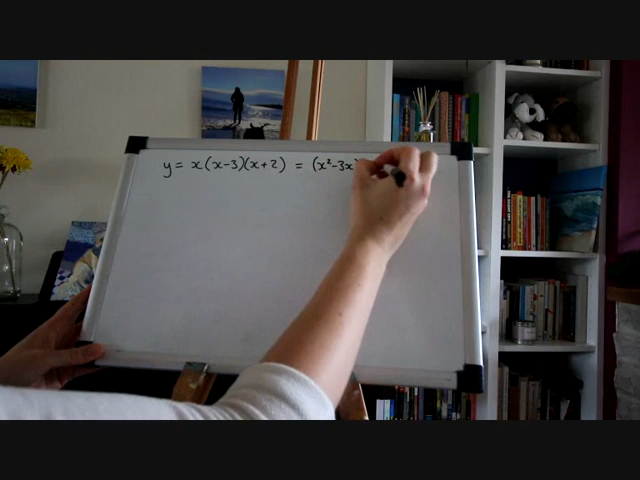 y = x(x-3)(x+2) = (x²-3x)